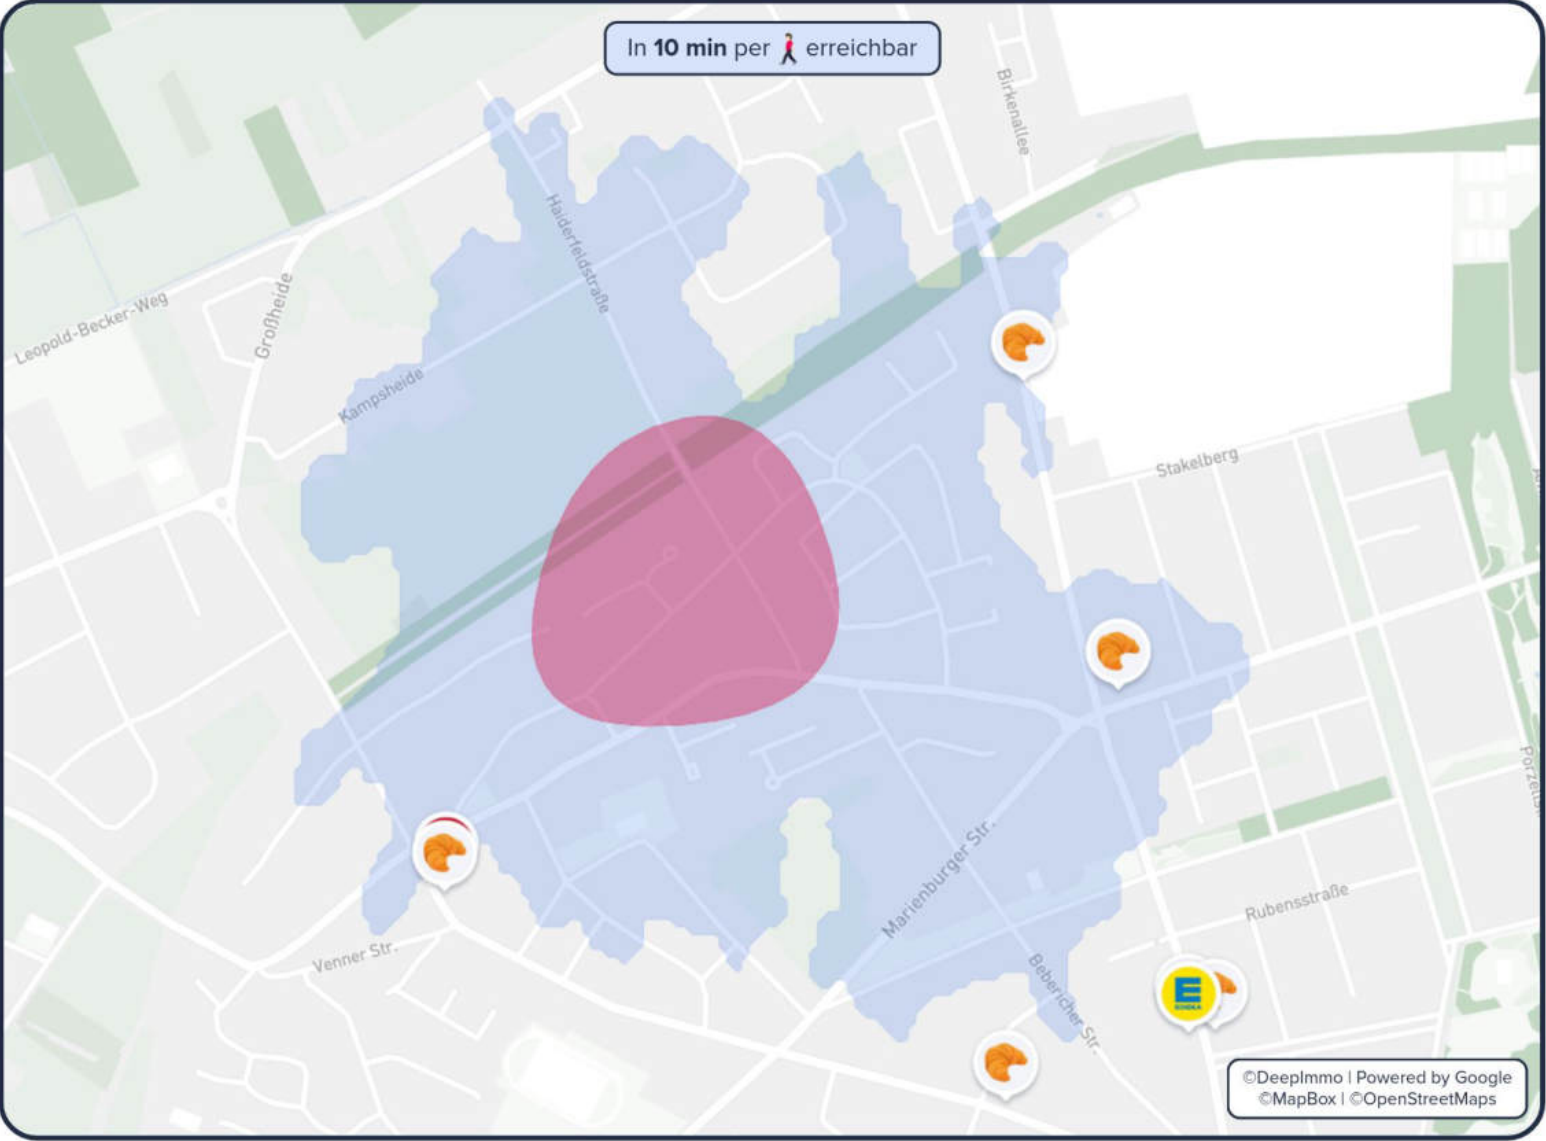 In 10 min per erreichbar
Birkenallee
Haiderfeldstraße
Großheide
Leopold-Becker-Weg
Kampsheide
Stakelberg
Marienburger Str.
Rubensstraße
Venner Str.
Bebericher Str.
E
EDEKA
©DeepImmo | Powered by Google
©MapBox | ©OpenStreetMaps